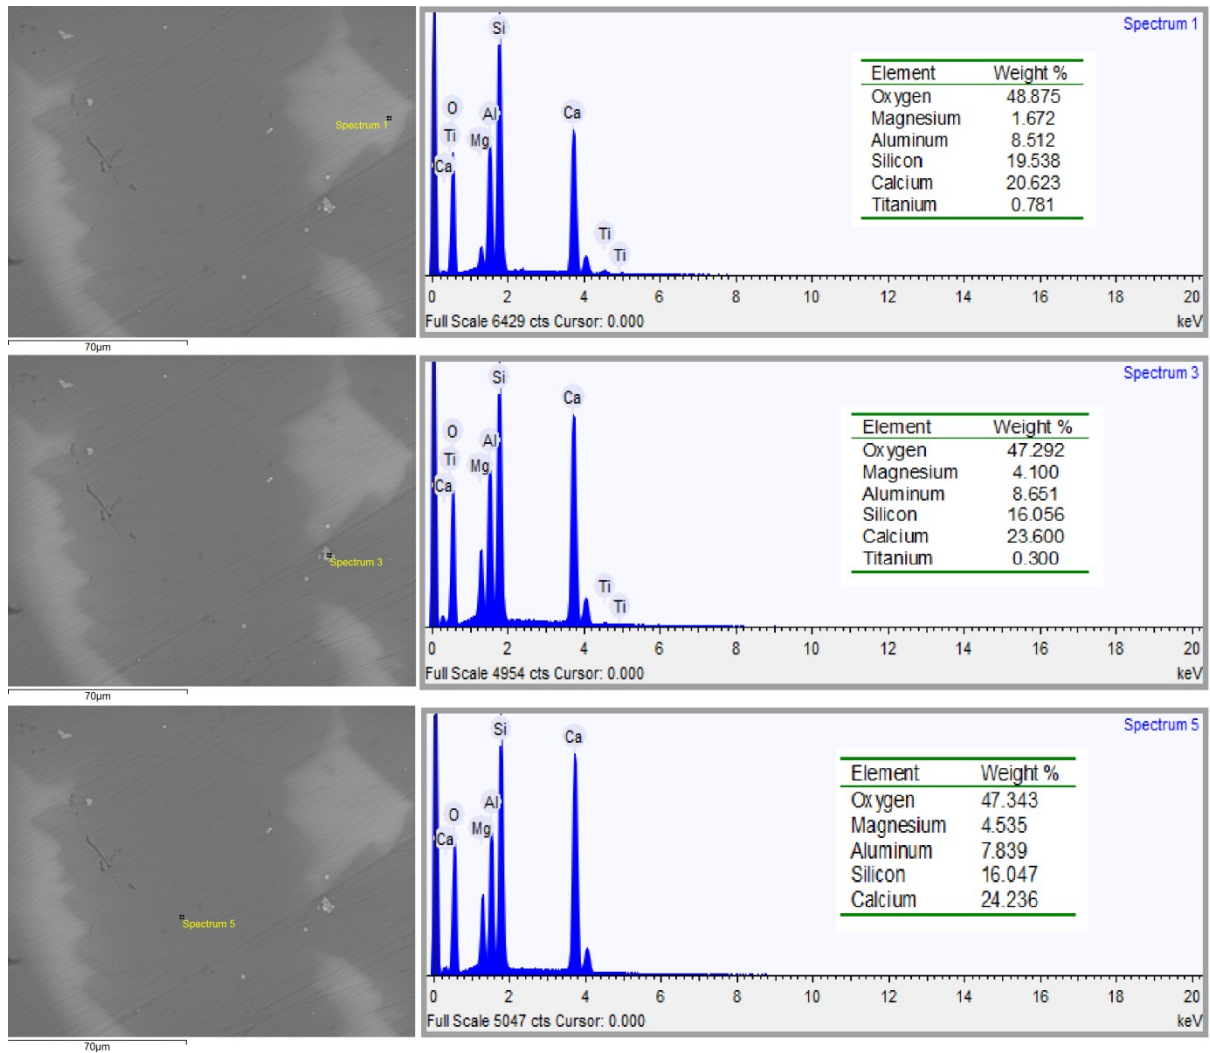 Spectrum 1
70μm
Spectrum 1
Si
O
Al
Ca
Ti
Mg
Ca
Ti
Ti
Element Weight %
Oxygen 48.875
Magnesium 1.672
Aluminum 8.512
Silicon 19.538
Calcium 20.623
Titanium 0.781
0 2 4 6 8 10 12 14 16 18 20
Full Scale 6429 cts Cursor: 0.000 keV
Spectrum 3
70μm
Spectrum 3
Si
Ca
O
Al
Ti
Mg
Ca
Ti
Ti
Element Weight %
Oxygen 47.292
Magnesium 4.100
Aluminum 8.651
Silicon 16.056
Calcium 23.600
Titanium 0.300
0 2 4 6 8 10 12 14 16 18 20
Full Scale 4954 cts Cursor: 0.000 keV
Spectrum 5
70μm
Spectrum 5
Si
Ca
Al
O
Mg
Ca
Element Weight %
Oxygen 47.343
Magnesium 4.535
Aluminum 7.839
Silicon 16.047
Calcium 24.236
0 2 4 6 8 10 12 14 16 18 20
Full Scale 5047 cts Cursor: 0.000 keV